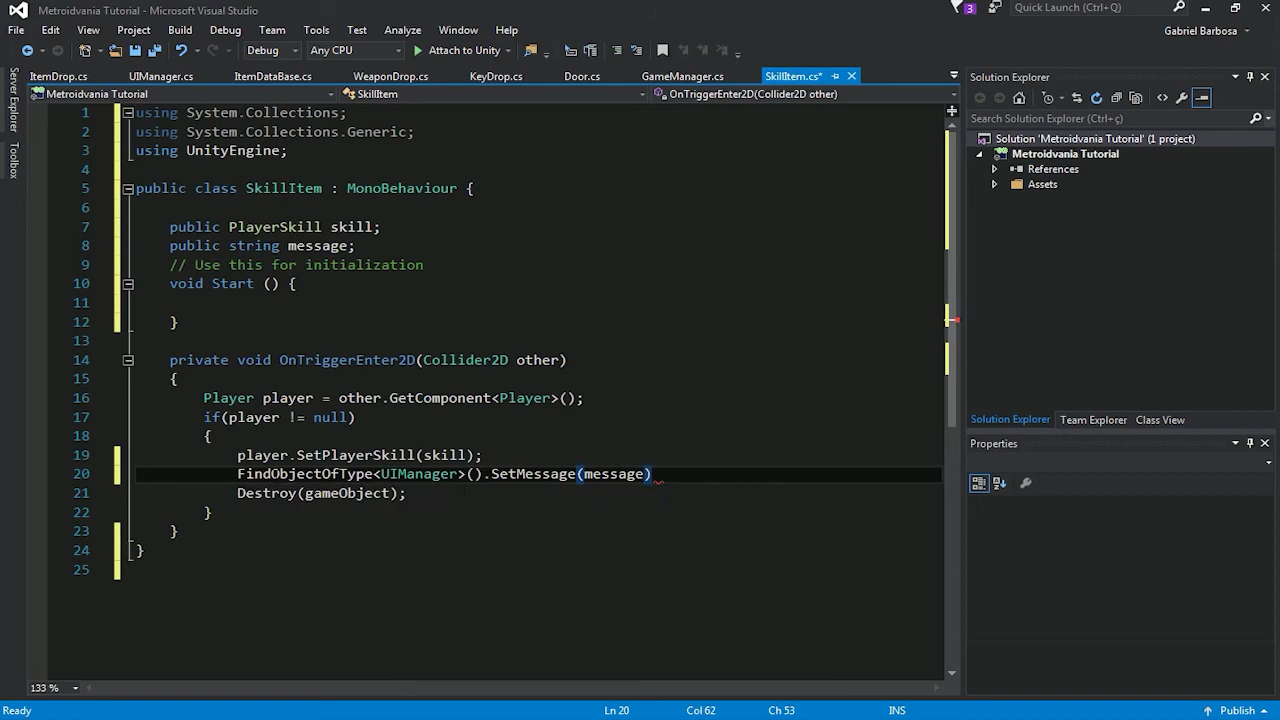 Metroidvania Tutorial - Microsoft Visual Studio
3
Quick Launch (Ctrl+Q)
File Edit View Project Build Debug Team Tools Test Analyze Window Help
Gabriel Barbosa
Debug Any CPU Attach to Unity
ItemDrop.cs UIManager.cs ItemDataBase.cs WeaponDrop.cs KeyDrop.cs Door.cs GameManager.cs SkillItem.cs*
Metroidvania Tutorial SkillItem OnTriggerEnter2D(Collider2D other)
Server Explorer
Toolbox
1 using System.Collections;
2 using System.Collections.Generic;
3 using UnityEngine;
4
5 public class SkillItem : MonoBehaviour {
6
7 public PlayerSkill skill;
8 public string message;
9 // Use this for initialization
10 void Start () {
11
12 }
13
14 private void OnTriggerEnter2D(Collider2D other)
15 {
16 Player player = other.GetComponent<Player>();
17 if(player != null)
18 {
19 player.SetPlayerSkill(skill);
20 FindObjectOfType<UIManager>().SetMessage(message)
21 Destroy(gameObject);
22 }
23 }
24 }
25
133 %
Solution Explorer
Search Solution Explorer (Ctrl+ç)
Solution 'Metroidvania Tutorial' (1 project)
Metroidvania Tutorial
References
Assets
Solution Explorer Team Explorer Class View
Properties
Ready Ln 20 Col 62 Ch 53 INS Publish